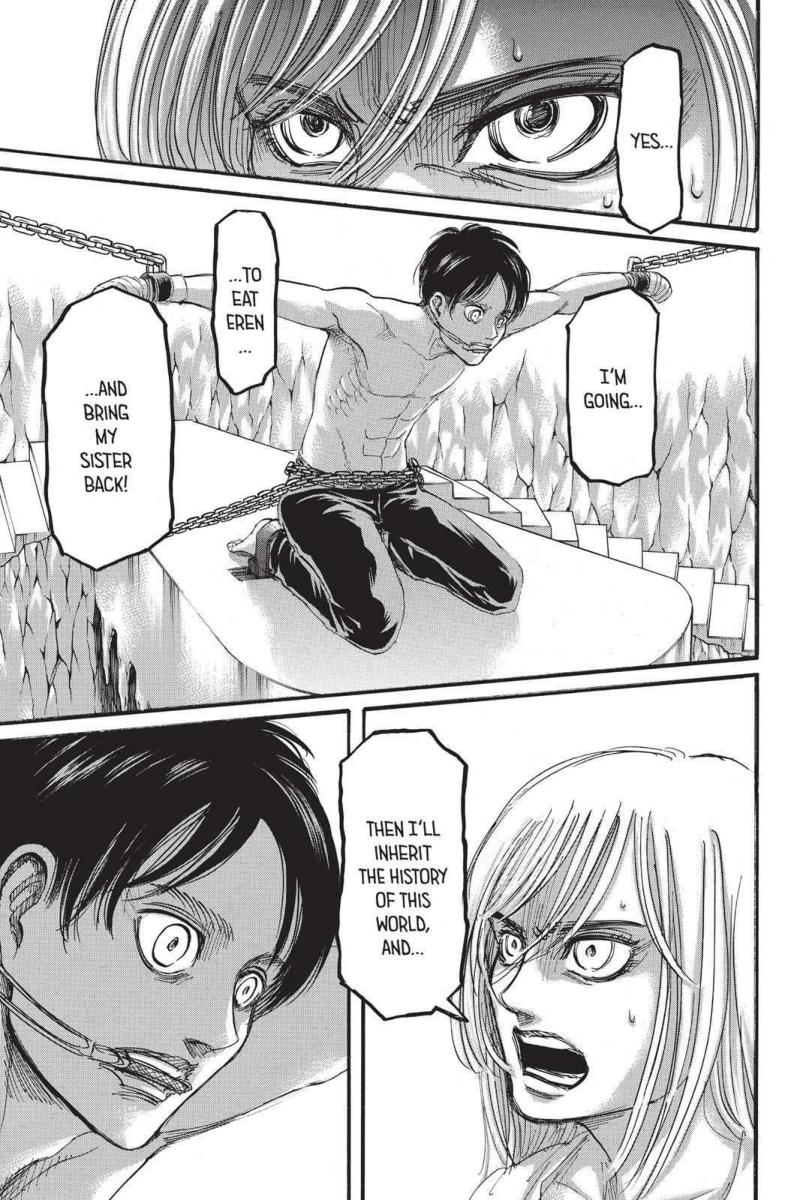 YES...
I'M
GOING...
...TO
EAT
EREN
...
...AND
BRING
MY
SISTER
BACK!
THEN I'LL
INHERIT
THE HISTORY
OF THIS
WORLD,
AND...